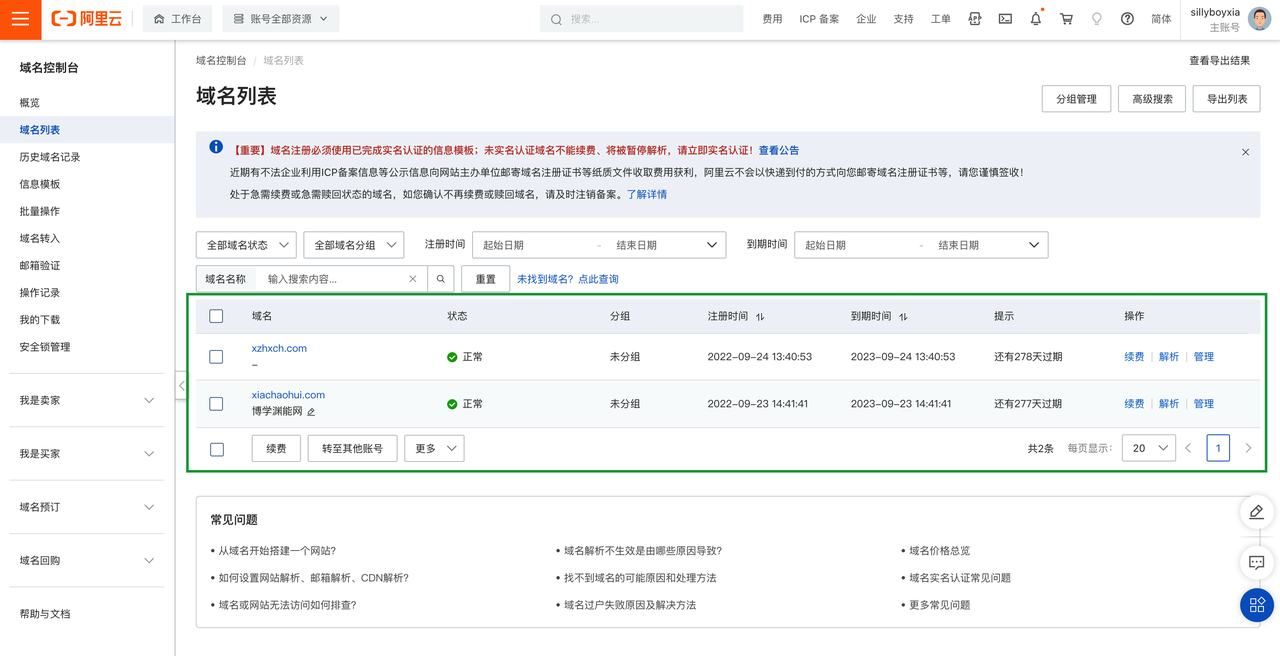 阿里云 工作台 账号全部资源 搜索... 费用 ICP 备案 企业 支持 工单 简体 sillyboyxia
主账号
域名控制台
概览
域名列表
历史域名记录
信息模板
批量操作
域名转入
邮箱验证
操作记录
我的下载
安全锁管理
我是卖家
我是买家
域名预订
域名回购
帮助与文档
域名控制台 / 域名列表 查看导出结果
域名列表
分组管理 高级搜索 导出列表
【重要】域名注册必须使用已完成实名认证的信息模板；未实名认证域名不能续费、将被暂停解析，请立即实名认证！查看公告
近期有不法企业利用ICP备案信息等公示信息向网站主办单位邮寄域名注册证书等纸质文件收取费用获利，阿里云不会以快递到付的方式向您邮寄域名注册证书等，请您谨慎签收！
处于急需续费或急需赎回状态的域名，如您确认不再续费或赎回域名，请及时注销备案。了解详情
全部域名状态 全部域名分组 注册时间 起始日期 - 结束日期 到期时间 起始日期 - 结束日期
域名名称 输入搜索内容... 重置 未找到域名？点此查询
域名 状态 分组 注册时间 到期时间 提示 操作
xzhxch.com 正常 未分组 2022-09-24 13:40:53 2023-09-24 13:40:53 还有278天过期 续费 解析 管理
–
xiachaohui.com 正常 未分组 2022-09-23 14:41:41 2023-09-23 14:41:41 还有277天过期 续费 解析 管理
博学渊能网
续费 转至其他账号 更多 共2条 每页显示： 20 1
常见问题
• 从域名开始搭建一个网站? • 域名解析不生效是由哪些原因导致? • 域名价格总览
• 如何设置网站解析、邮箱解析、CDN解析? • 找不到域名的可能原因和处理方法 • 域名实名认证常见问题
• 域名或网站无法访问如何排查? • 域名过户失败原因及解决方法 • 更多常见问题